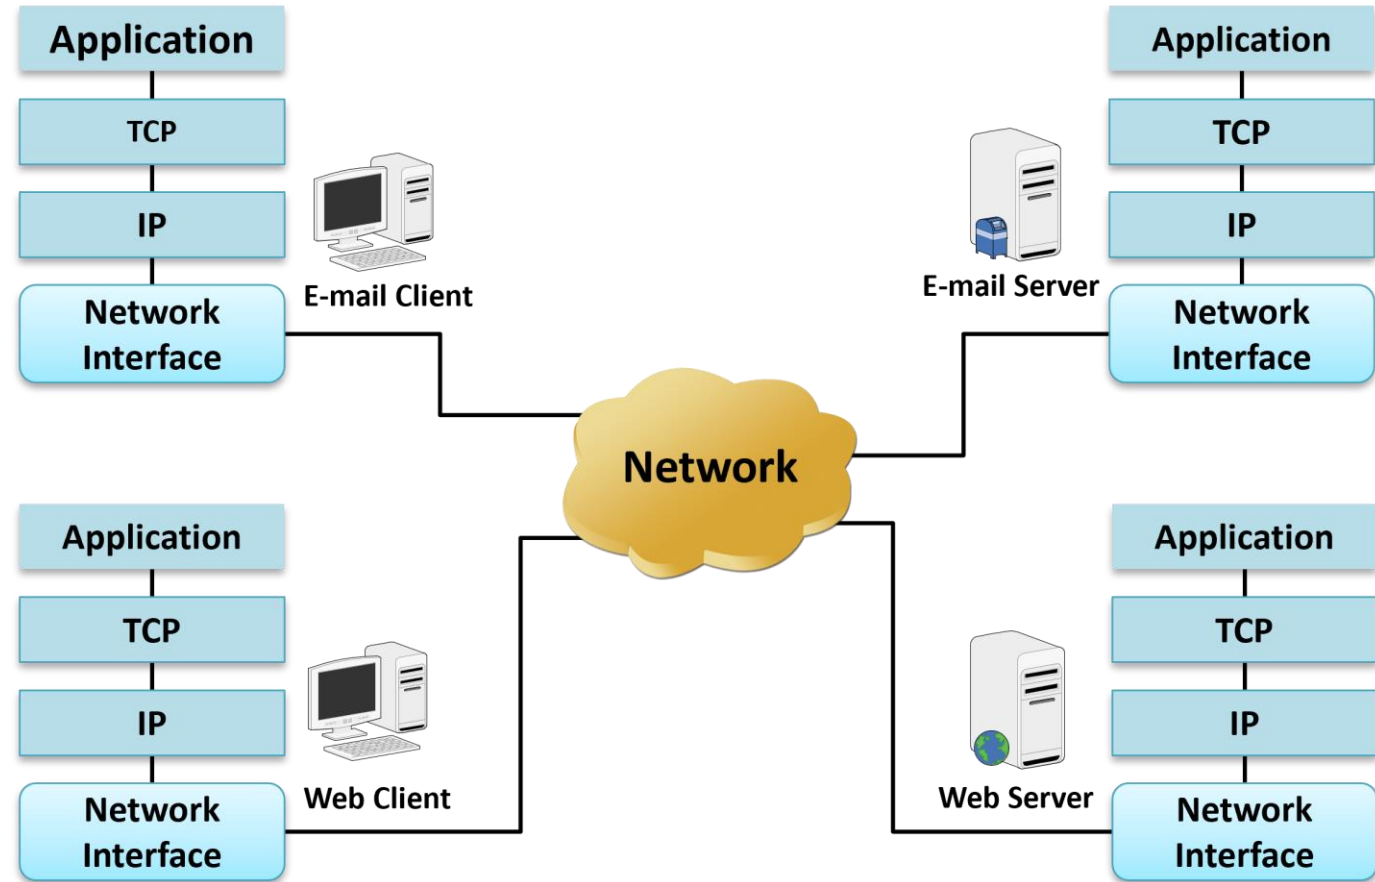 Application
TCP
IP
Network
Interface
E-mail Client
Application
TCP
IP
Network
Interface
E-mail Server
Network
Application
TCP
IP
Network
Interface
Web Client
Application
TCP
IP
Network
Interface
Web Server